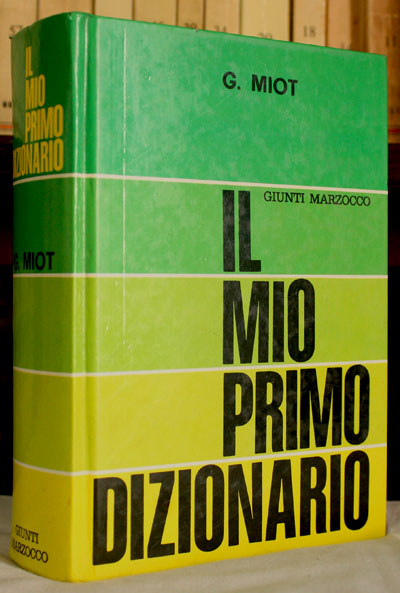 IL
MIO
PRIMO
DIZIONARIO
G. MIOT
GIUNTI
MARZOCCO
G. MIOT
GIUNTI MARZOCCO
IL
MIO
PRIMO
DIZIONARIO